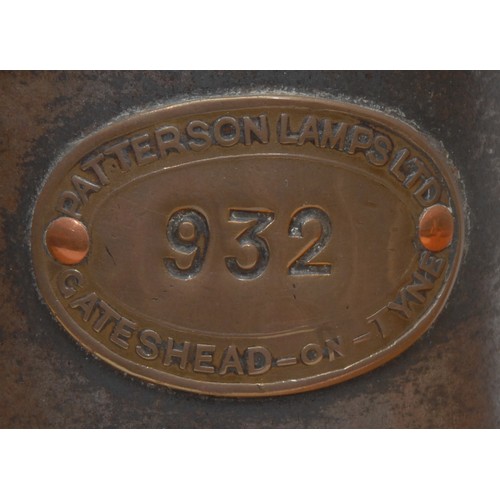 PATTERSON LAMPS LTD
932
GATESHEAD-ON-TYNE